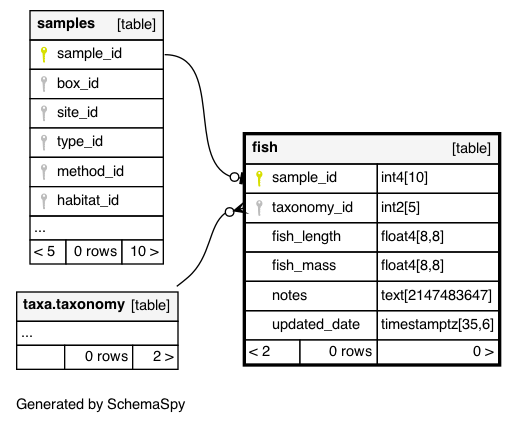 samples [table]
sample_id
box_id
site_id
type_id
method_id
habitat_id
...
< 5 0 rows 10 >
fish [table]
sample_id int4[10]
taxonomy_id int2[5]
fish_length float4[8,8]
fish_mass float4[8,8]
notes text[2147483647]
updated_date timestamptz[35,6]
< 2 0 rows 0 >
taxa.taxonomy [table]
...
0 rows 2 >
Generated by SchemaSpy